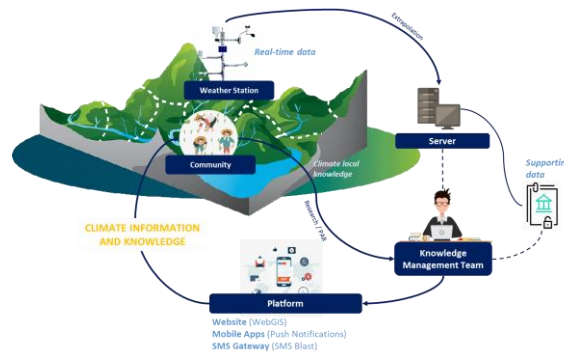 Extrapolation
Real-time data
Weather Station
Server
Community
Climate local
knowledge
Supportin
data
CLIMATE INFORMATION
AND KNOWLEDGE
Research / PAR
Knowledge
Management Team
Platform
Website (WebGIS)
Mobile Apps (Push Notifications)
SMS Gateway (SMS Blast)